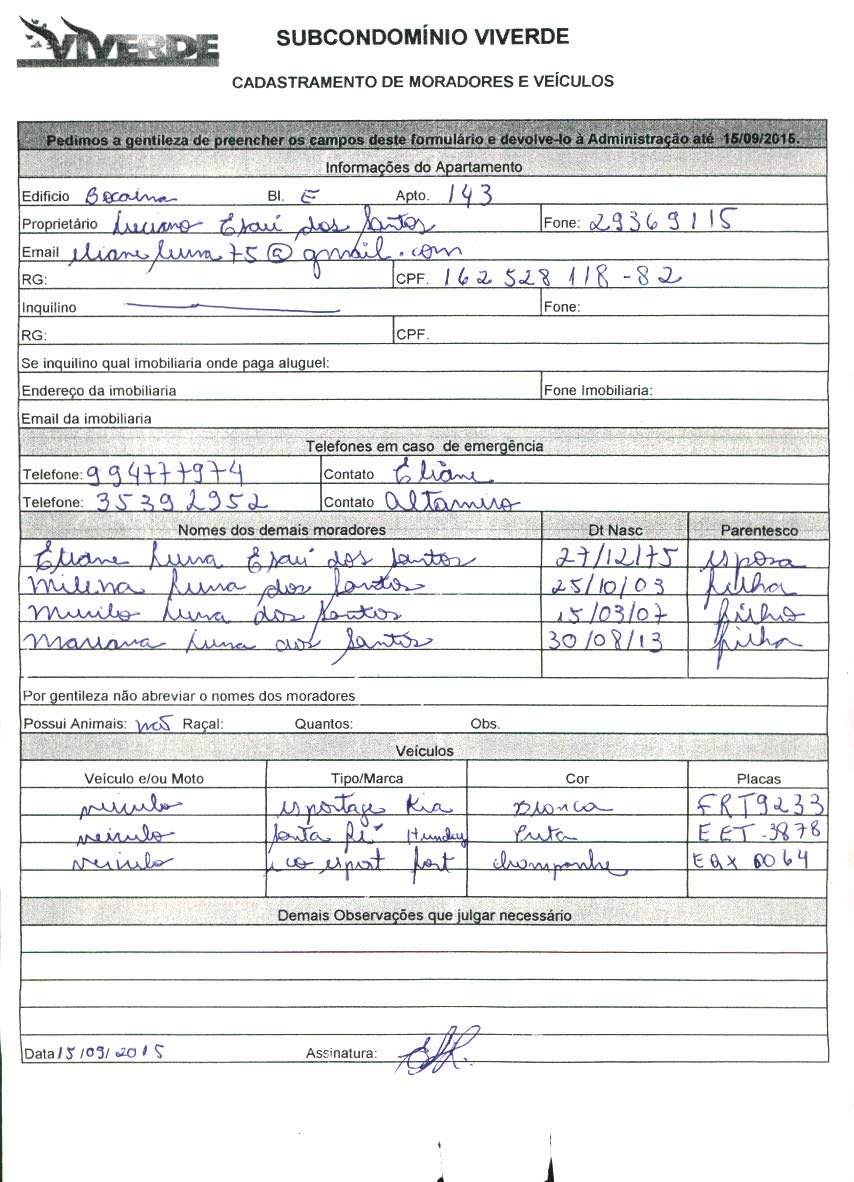 VIVERDE
SUBCONDOMÍNIO VIVERDE
CADASTRAMENTO DE MORADORES E VEÍCULOS
Pedimos a gentileza de preencher os campos deste formulário e devolve-lo à Administração até 15/09/2015.
Informações do Apartamento
Edificio Bocaina Bl. E Apto. 143
Proprietário Luciano Esaú dos Santos Fone: 29369115
Email elianeluna75@gmail.com
RG: CPF. 162 528 118-82
Inquilino Fone:
RG: CPF.
Se inquilino qual imobiliaria onde paga aluguel:
Endereço da imobiliaria Fone Imobiliaria:
Email da imobiliaria
Telefones em caso de emergência
Telefone: 994777974 Contato Eliane
Telefone: 35392952 Contato Altamiro
Nomes dos demais moradores Dt Nasc Parentesco
Eliane Luna Esaú dos Santos 27/12/75 esposa
Milena Luna dos Santos 25/10/03 filha
Murilo Luna dos Santos 15/03/07 filho
Mariana Luna dos Santos 30/08/13 filha
Por gentileza não abreviar o nomes dos moradores
Possui Animais: não Raçal: Quantos: Obs.
Veículos
Veículo e/ou Moto Tipo/Marca Cor Placas
veiculo esportage Kia Branca FRT9233
veiculo Santa Fé Hunday Preta EET-3878
veiculo eco esport fort champanhe EQX 0064
Demais Observações que julgar necessário
Data 15/09/2015 Assinatura: